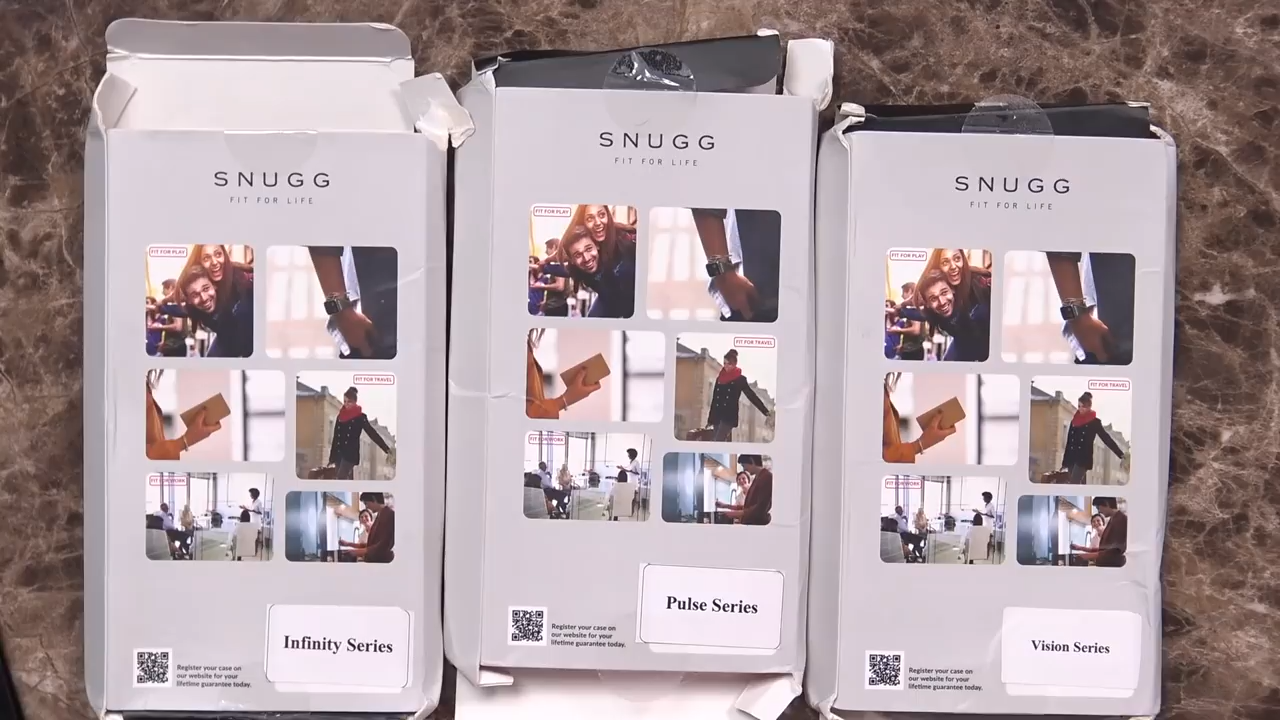 SNUGG
FIT FOR LIFE
FIT FOR PLAY
FIT FOR TRAVEL
FIT FOR WORK
Infinity Series
Register your case on
our website for your
lifetime guarantee today.
SNUGG
FIT FOR LIFE
FIT FOR PLAY
FIT FOR TRAVEL
FIT FOR WORK
Pulse Series
Register your case on
our website for your
lifetime guarantee today.
SNUGG
FIT FOR LIFE
FIT FOR PLAY
FIT FOR TRAVEL
FIT FOR WORK
Vision Series
Register your case on
our website for your
lifetime guarantee today.